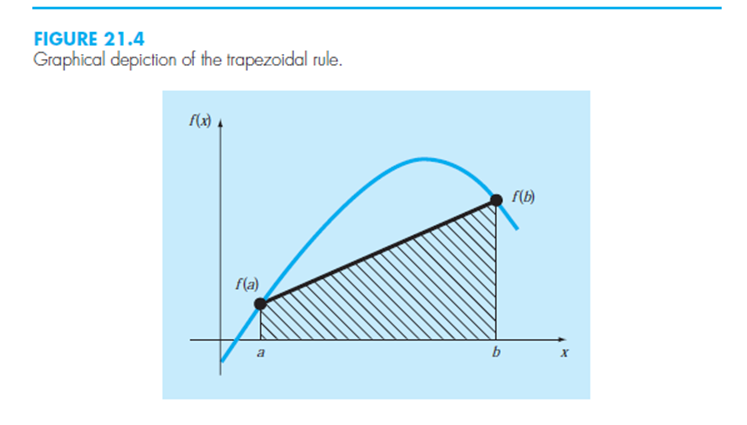 FIGURE 21.4
Graphical depiction of the trapezoidal rule.
f(x)
f(b)
f(a)
a
b
x